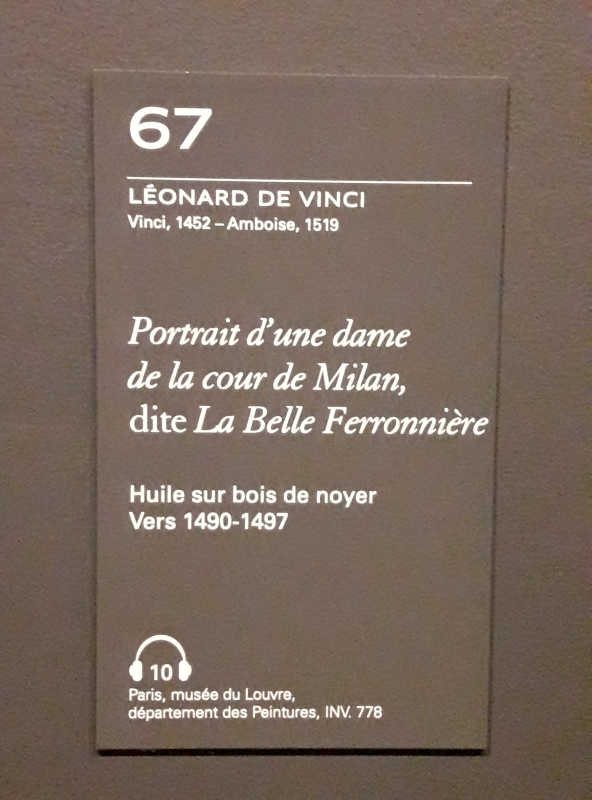 67
LÉONARD DE VINCI
Vinci, 1452 – Amboise, 1519
Portrait d'une dame
de la cour de Milan,
dite La Belle Ferronnière
Huile sur bois de noyer
Vers 1490-1497
10
Paris, musée du Louvre,
département des Peintures, INV. 778